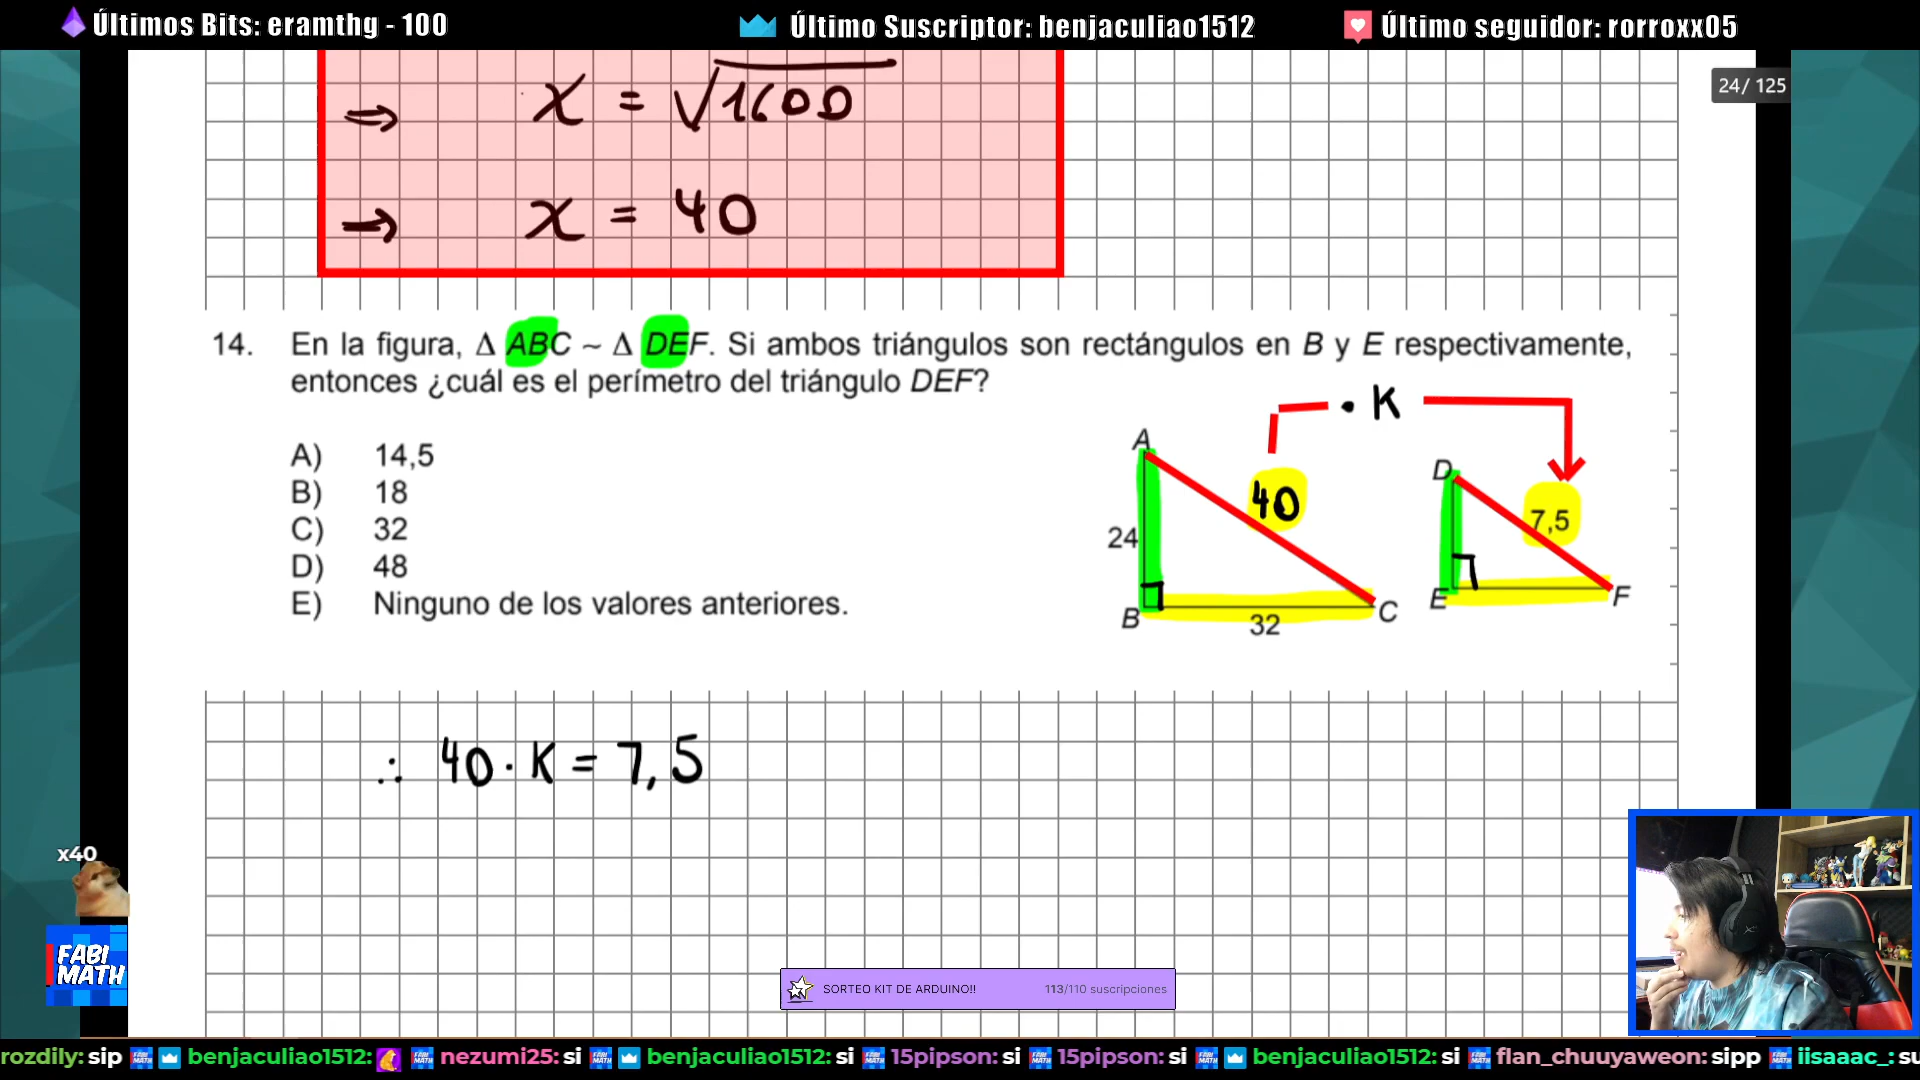 Últimos Bits: eramthg - 100
Último Suscriptor: benjaculiao1512
Último seguidor: rorroxx05
24/125
⇒ x = √1600
→ x = 40
14. En la figura, Δ ABC ~ Δ DEF. Si ambos triángulos son rectángulos en B y E respectivamente,
entonces ¿cuál es el perímetro del triángulo DEF?
A) 14,5
B) 18
C) 32
D) 48
E) Ninguno de los valores anteriores.
· K
A
40
24
B
32
C
D
7,5
E
F
∴ 40 · K = 7,5
x40
FABI
MATH
SORTEO KIT DE ARDUINO!! 113/110 suscripciones
rozdily: sip benjaculiao1512: nezumi25: si benjaculiao1512: si 15pipson: si 15pipson: si benjaculiao1512: si flan_chuuyaweon: sipp iisaaac_: su